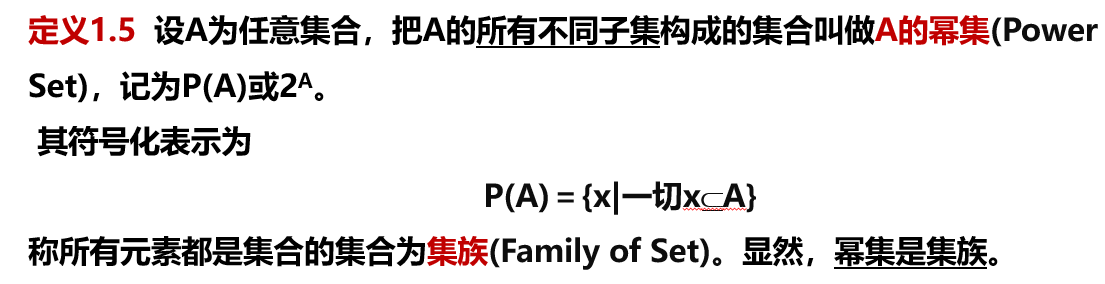 定义1.5 设A为任意集合，把A的所有不同子集构成的集合叫做A的幂集(Power
Set)，记为P(A)或2ᴬ。
其符号化表示为
P(A) = {x|一切x⊆A}
称所有元素都是集合的集合为集族(Family of Set)。显然，幂集是集族。